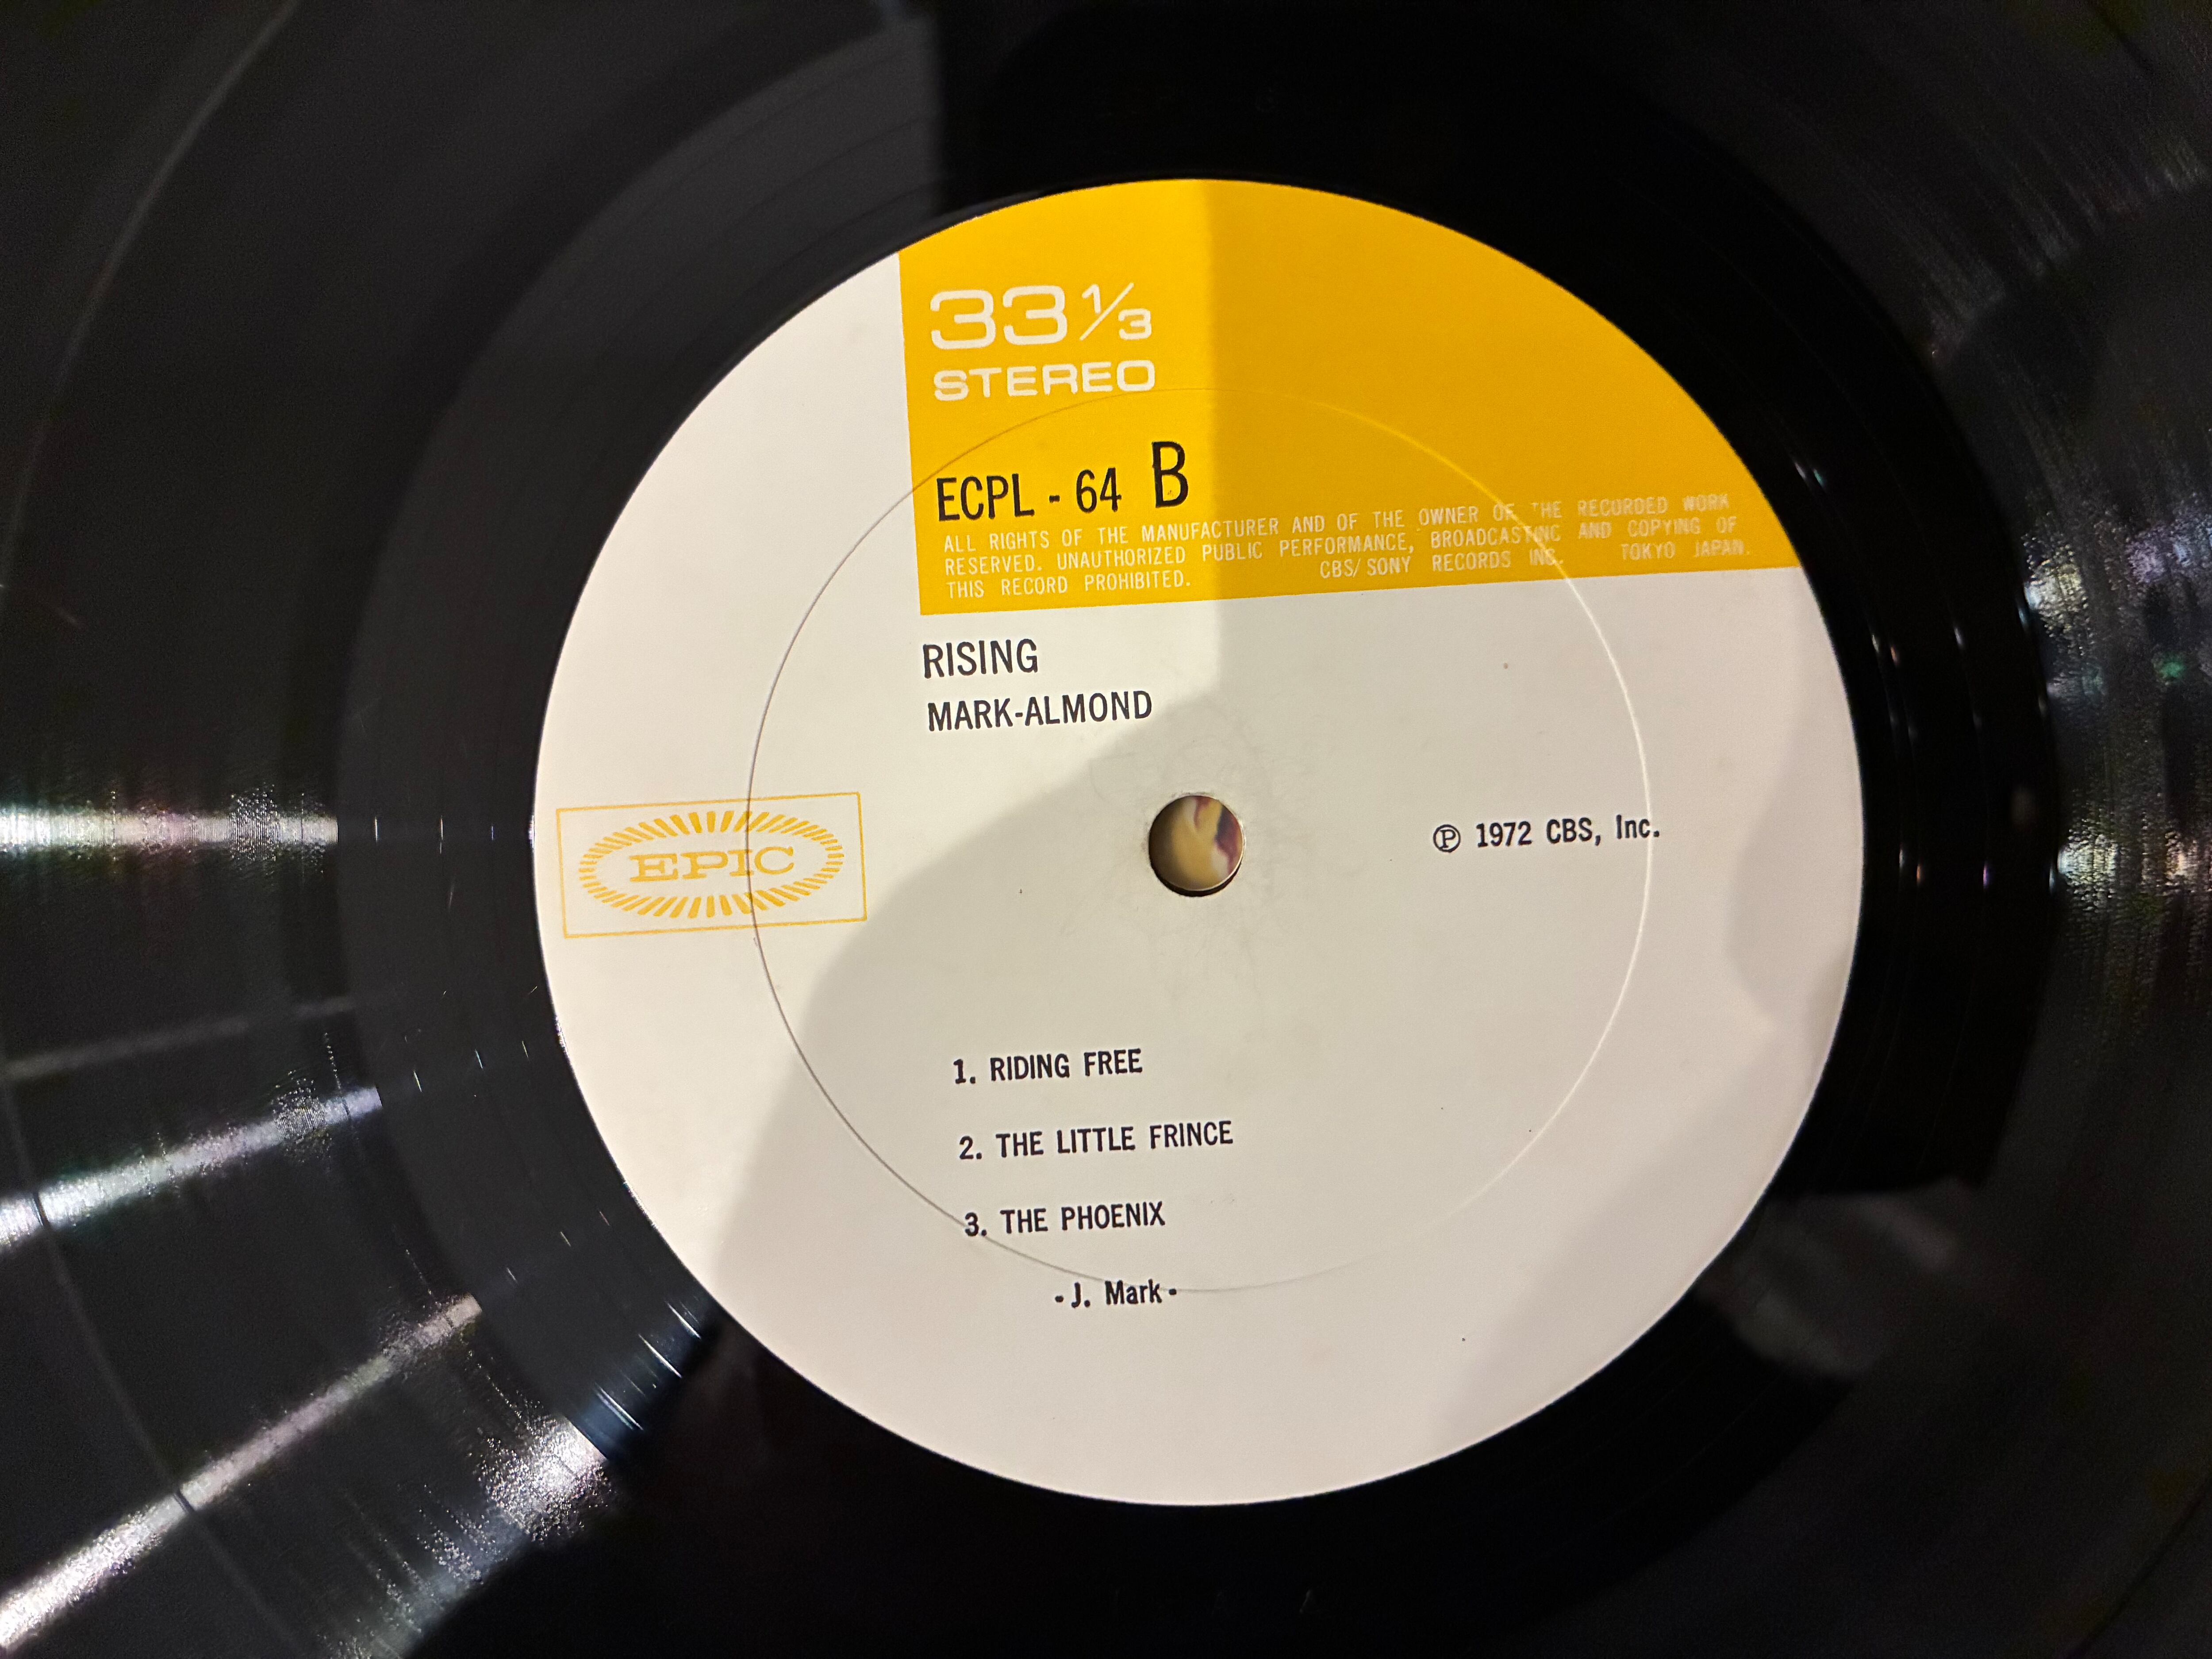 33 1/3
STEREO
ECPL - 64 B
ALL RIGHTS OF THE MANUFACTURER AND OF THE OWNER OF THE RECORDED WORK
RESERVED. UNAUTHORIZED PUBLIC PERFORMANCE, BROADCASTING AND COPYING OF
THIS RECORD PROHIBITED. CBS/SONY RECORDS INC. TOKYO JAPAN.
RISING
MARK-ALMOND
EPIC
Ⓟ 1972 CBS, Inc.
1. RIDING FREE
2. THE LITTLE FRINCE
3. THE PHOENIX
- J. Mark -